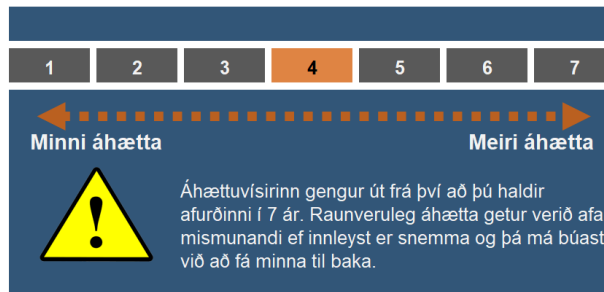 1 2 3 4 5 6 7
Minni áhætta Meiri áhætta
Áhættuvísirinn gengur út frá því að þú haldir
afurðinni í 7 ár. Raunveruleg áhætta getur verið afa
mismunandi ef innleyst er snemma og þá má búast
við að fá minna til baka.